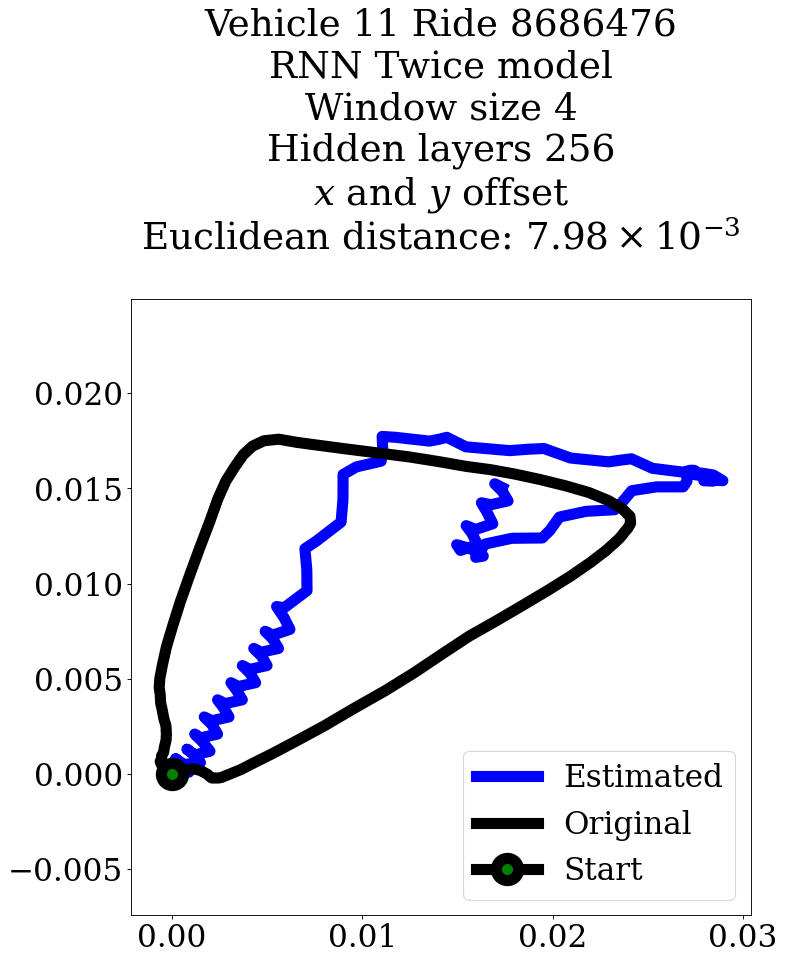 Vehicle 11 Ride 8686476
RNN Twice model
Window size 4
Hidden layers 256
x and y offset
Euclidean distance: 7.98 × 10⁻³
0.020
0.015
0.010
0.005
0.000
−0.005
Estimated
Original
Start
0.00 0.01 0.02 0.03